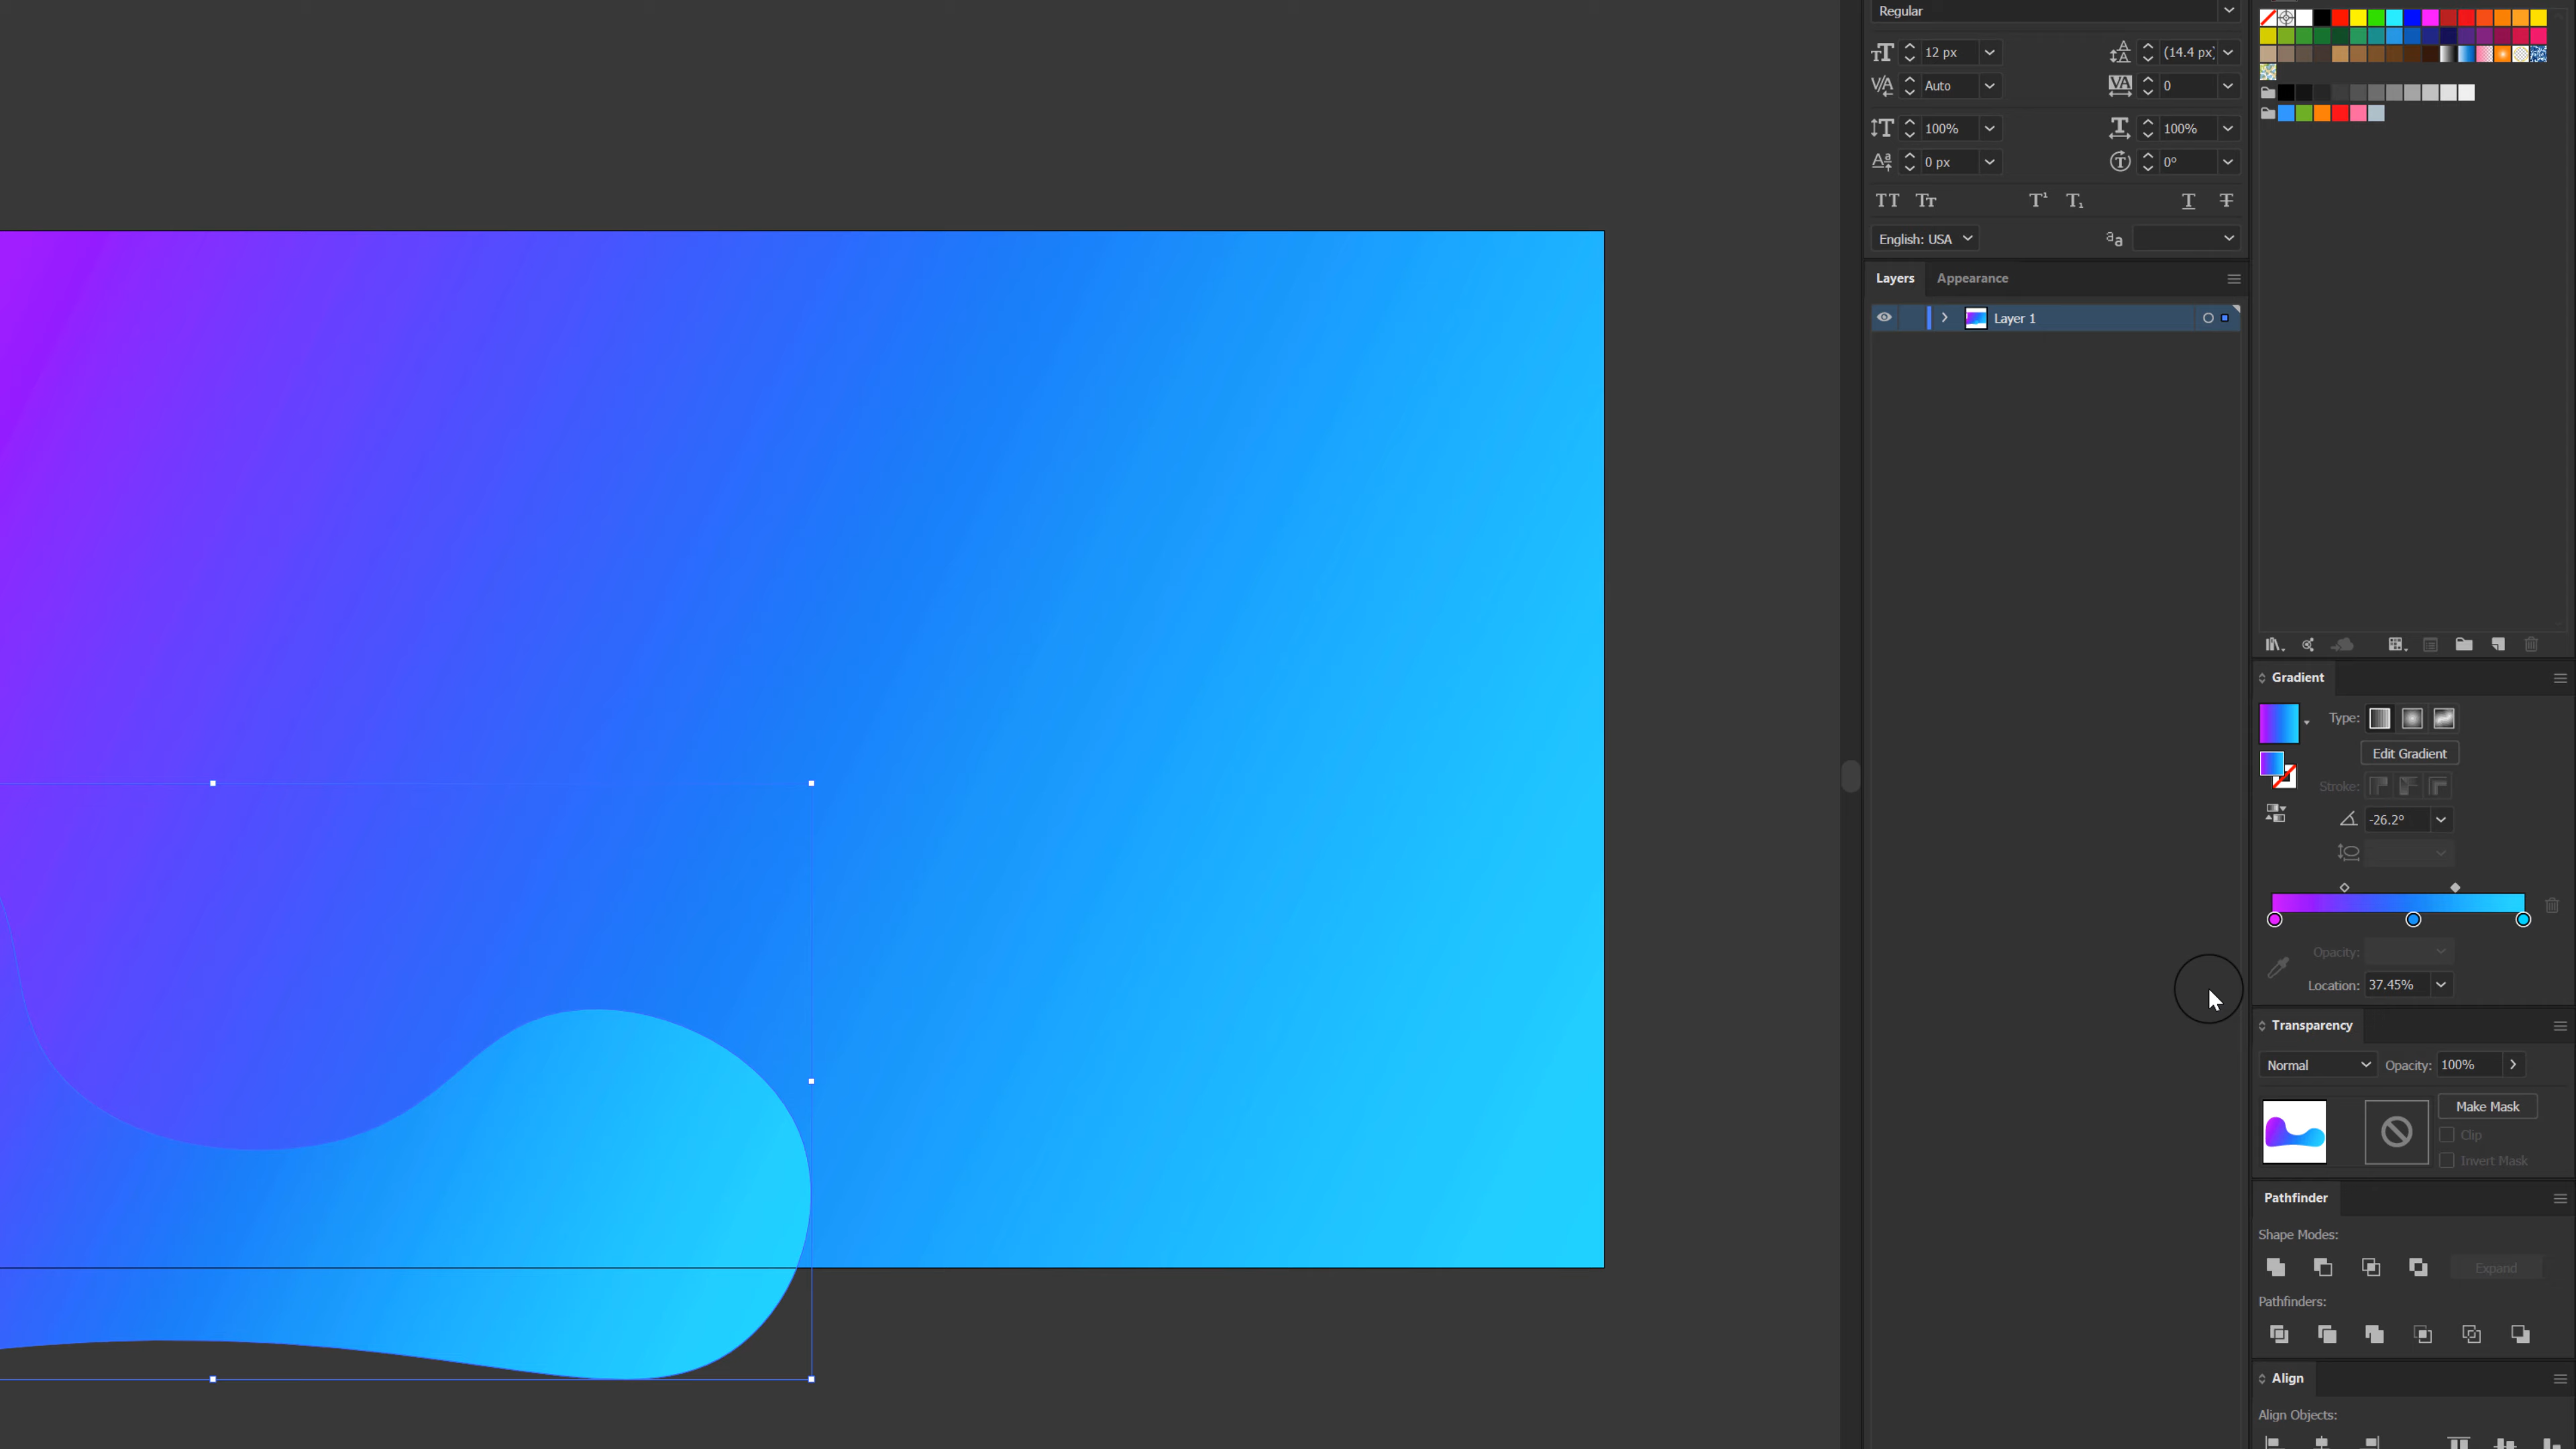 Regular
12 px
(14.4 px)
Auto
0
100%
100%
0 px
0°
English: USA
Layers
Appearance
Layer 1
Gradient
Type:
Edit Gradient
Stroke:
-26.2°
Opacity:
Location: 37.45%
Transparency
Normal
Opacity: 100%
Make Mask
Clip
Invert Mask
Pathfinder
Shape Modes:
Expand
Pathfinders:
Align
Align Objects: